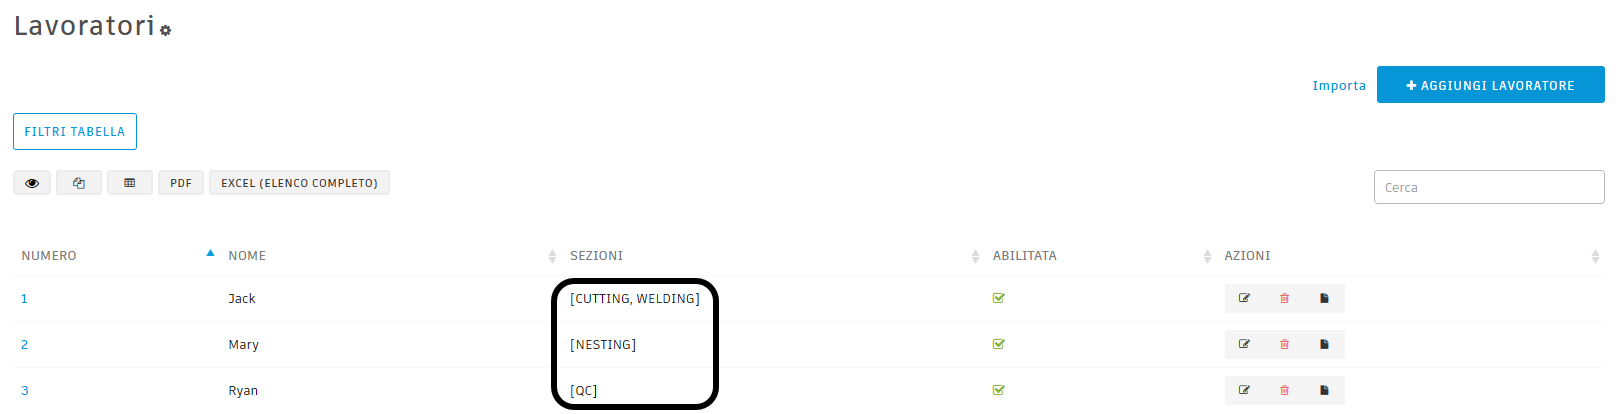 Lavoratori
Importa
AGGIUNGI LAVORATORE
FILTRI TABELLA
PDF EXCEL (ELENCO COMPLETO)
Cerca
NUMERO NOME SEZIONI ABILITATA AZIONI
1 Jack [CUTTING, WELDING]
2 Mary [NESTING]
3 Ryan [QC]